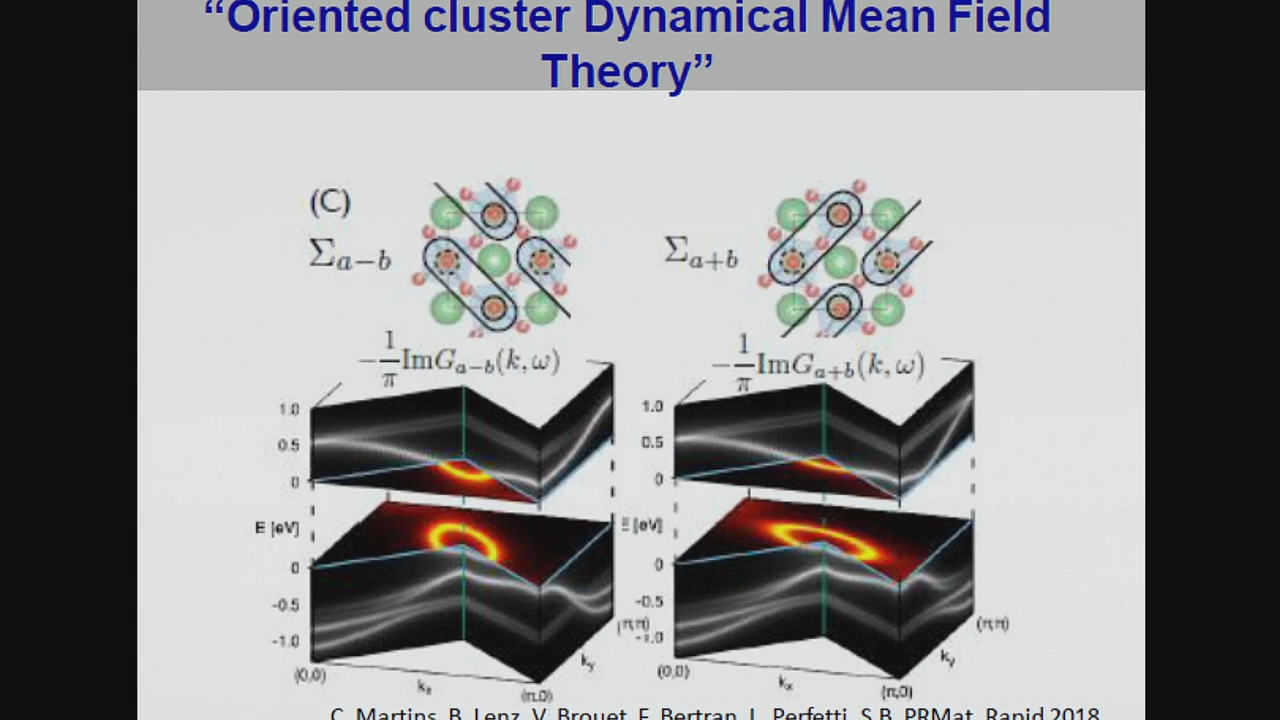 “Oriented cluster Dynamical Mean Field
Theory”
(C)
Σa−b
Σa+b
−1/π ImGa−b(k,ω)
−1/π ImGa+b(k,ω)
1.0
0.5
0
E [eV]
0
-0.5
-1.0
(0,0)
kx
(π,0)
ky
(π,π)
1.0
0.5
0
[eV]
0
-0.5
(0,0)
kx
(π,0)
ky
(π,π)
C. Martins, B. Lenz, V. Brouet, F. Bertran, L. Perfetti, S.B. PRMat. Rapid 2018